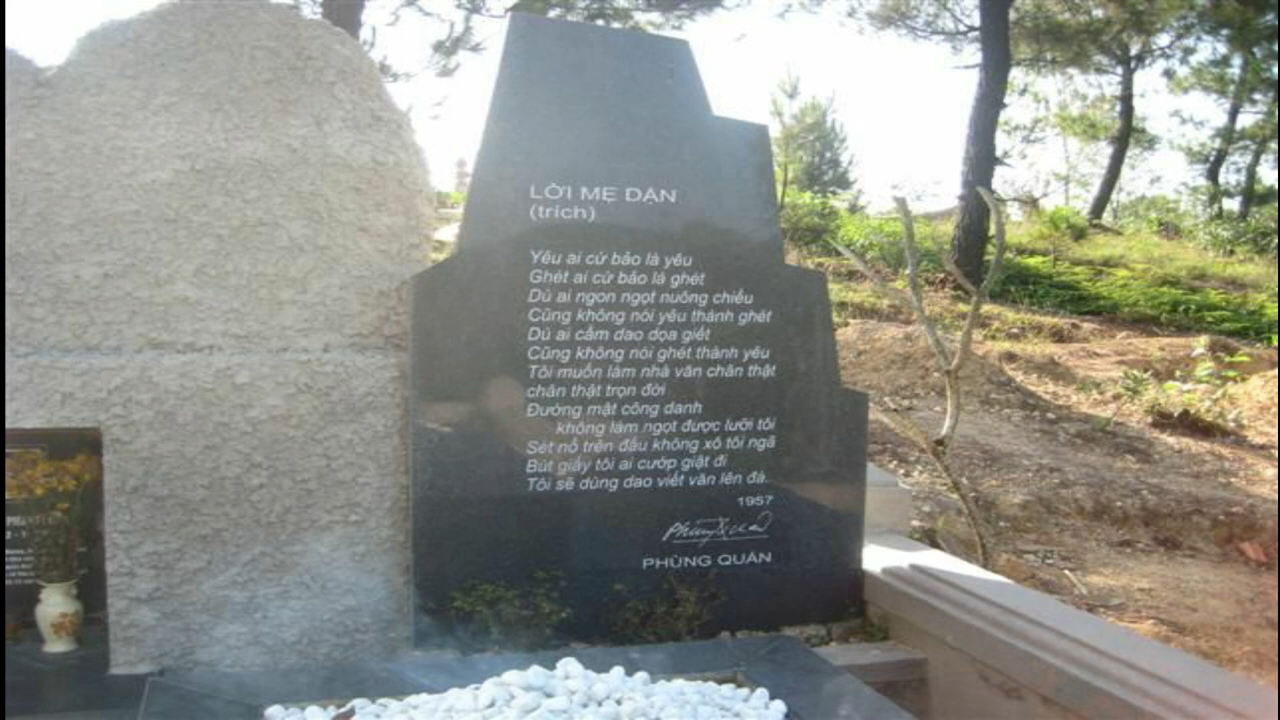 LỜI MẸ DẶN
(trích)
Yêu ai cứ bảo là yêu
Ghét ai cứ bảo là ghét
Dù ai ngon ngọt nuông chiều
Cũng không nói yêu thành ghét
Dù ai cầm dao dọa giết
Cũng không nói ghét thành yêu
Tôi muốn làm nhà văn chân thật
chân thật trọn đời
Đường mật công danh
không làm ngọt được lưỡi tôi
Sét nổ trên đầu không xô tôi ngã
Bút giấy tôi ai cướp giật đi
Tôi sẽ dùng dao viết văn lên đá.
1957
PHÙNG QUÁN